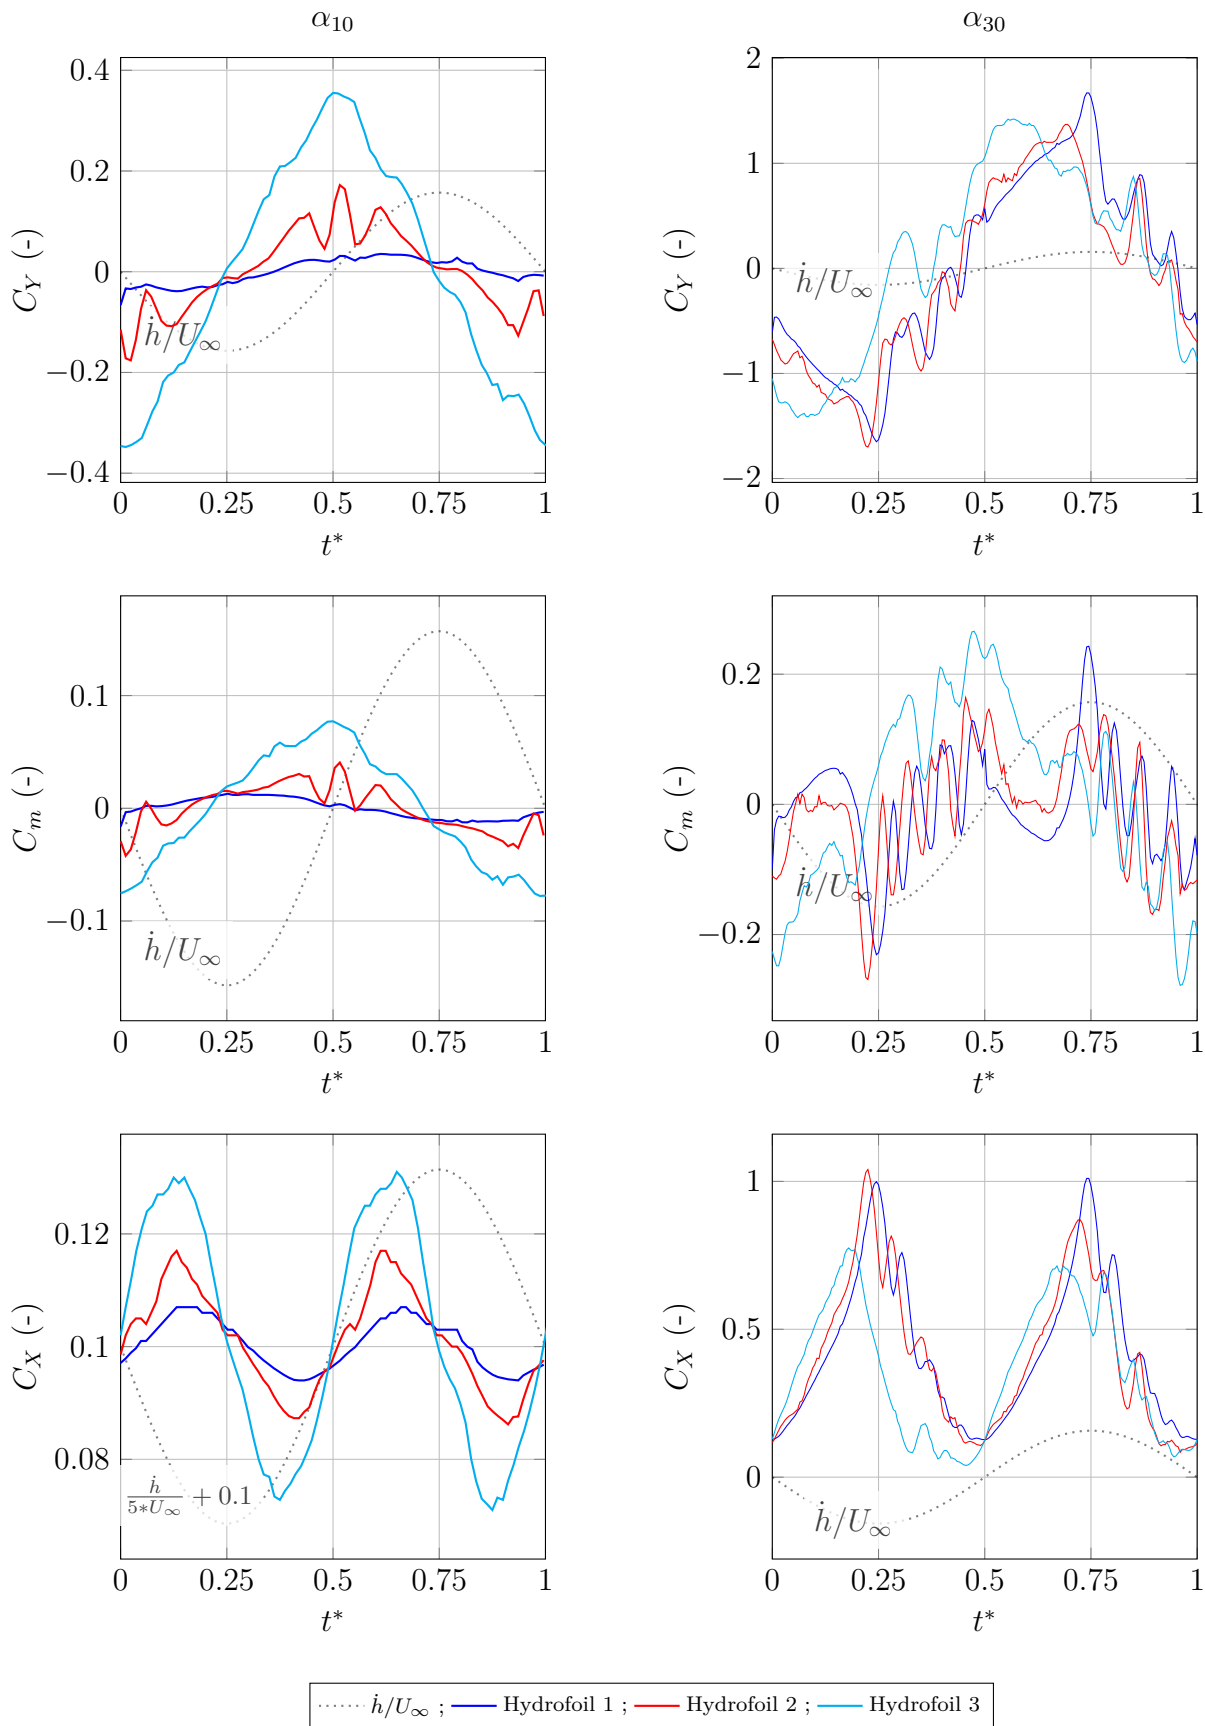 α10 α30
0.4
0.2
0
−0.2
−0.4
C_Y (-)
ḣ/U∞
0 0.25 0.5 0.75 1
t*
2
1
0
−1
−2
C_Y (-)
ḣ/U∞
0 0.25 0.5 0.75 1
t*
0.1
0
−0.1
C_m (-)
ḣ/U∞
0 0.25 0.5 0.75 1
t*
0.2
0
−0.2
C_m (-)
ḣ/U∞
0 0.25 0.5 0.75 1
t*
0.12
0.1
0.08
C_X (-)
ḣ/5*U∞ + 0.1
0 0.25 0.5 0.75 1
t*
1
0.5
0
C_X (-)
ḣ/U∞
0 0.25 0.5 0.75 1
t*
ḣ/U∞ ; Hydrofoil 1 ; Hydrofoil 2 ; Hydrofoil 3